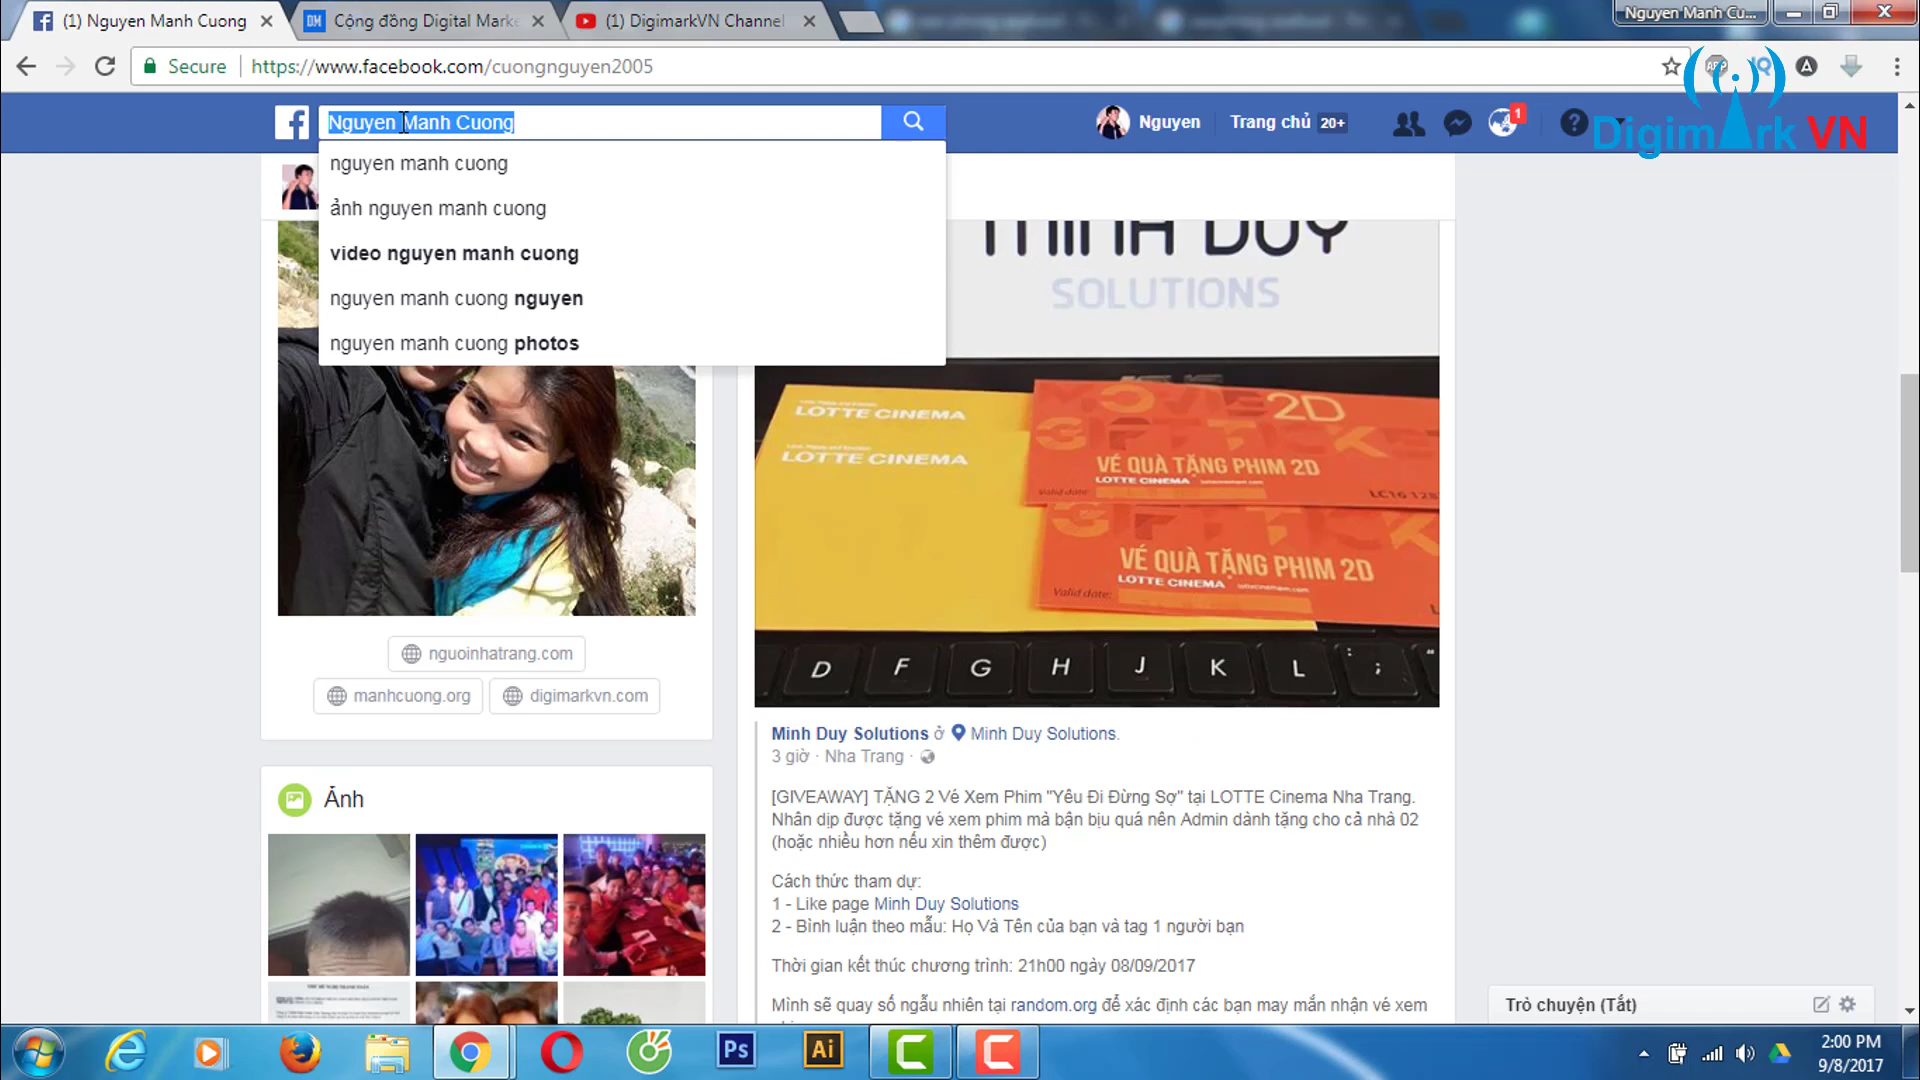 (1) Nguyen Manh Cuong
Cộng đồng Digital Marke
(1) DigimarkVN Channel
Nguyen Manh Cu...
Secure
https://www.facebook.com/cuongnguyen2005
Nguyen Manh Cuong
Nguyen
Trang chủ 20+
1
Digimark VN
nguyen manh cuong
ảnh nguyen manh cuong
video nguyen manh cuong
nguyen manh cuong nguyen
nguyen manh cuong photos
MINH DUY
SOLUTIONS
LOTTE CINEMA
LOTTE CINEMA
MOVE 2D
GIFT TICKET
VÉ QUÀ TẶNG PHIM 2D
LOTTE CINEMA
Valid date:
VÉ QUÀ TẶNG PHIM 2D
LOTTE CINEMA
Valid date:
D F G H J K L ;
nguoinhatrang.com
manhcuong.org
digimarkvn.com
Minh Duy Solutions ở Minh Duy Solutions.
3 giờ · Nha Trang ·
[GIVEAWAY] TẶNG 2 Vé Xem Phim "Yêu Đi Đừng Sợ" tại LOTTE Cinema Nha Trang.
Nhân dịp được tặng vé xem phim mà bận bịu quá nên Admin dành tặng cho cả nhà 02
(hoặc nhiều hơn nếu xin thêm được)
Cách thức tham dự:
1 - Like page Minh Duy Solutions
2 - Bình luận theo mẫu: Họ Và Tên của bạn và tag 1 người bạn
Thời gian kết thúc chương trình: 21h00 ngày 08/09/2017
Mình sẽ quay số ngẫu nhiên tại random.org để xác định các bạn may mắn nhận vé xem
Ảnh
Trò chuyện (Tắt)
Ps
Ai
2:00 PM
9/8/2017